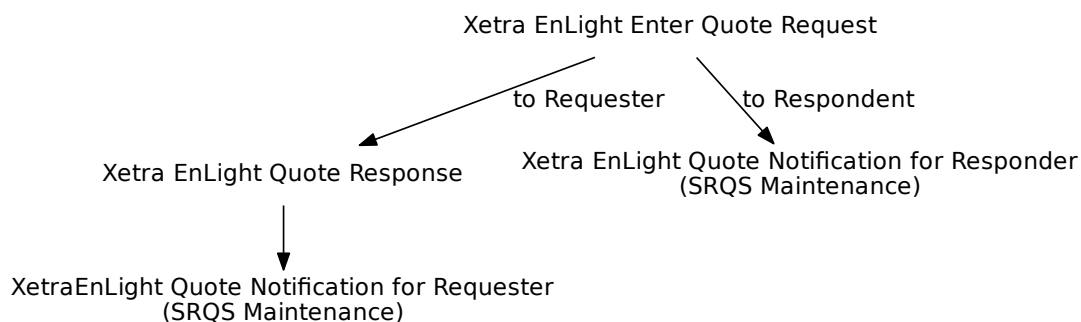 Xetra EnLight Enter Quote Request
to Requester
to Respondent
Xetra EnLight Quote Response
Xetra EnLight Quote Notification for Responder
(SRQS Maintenance)
XetraEnLight Quote Notification for Requester
(SRQS Maintenance)